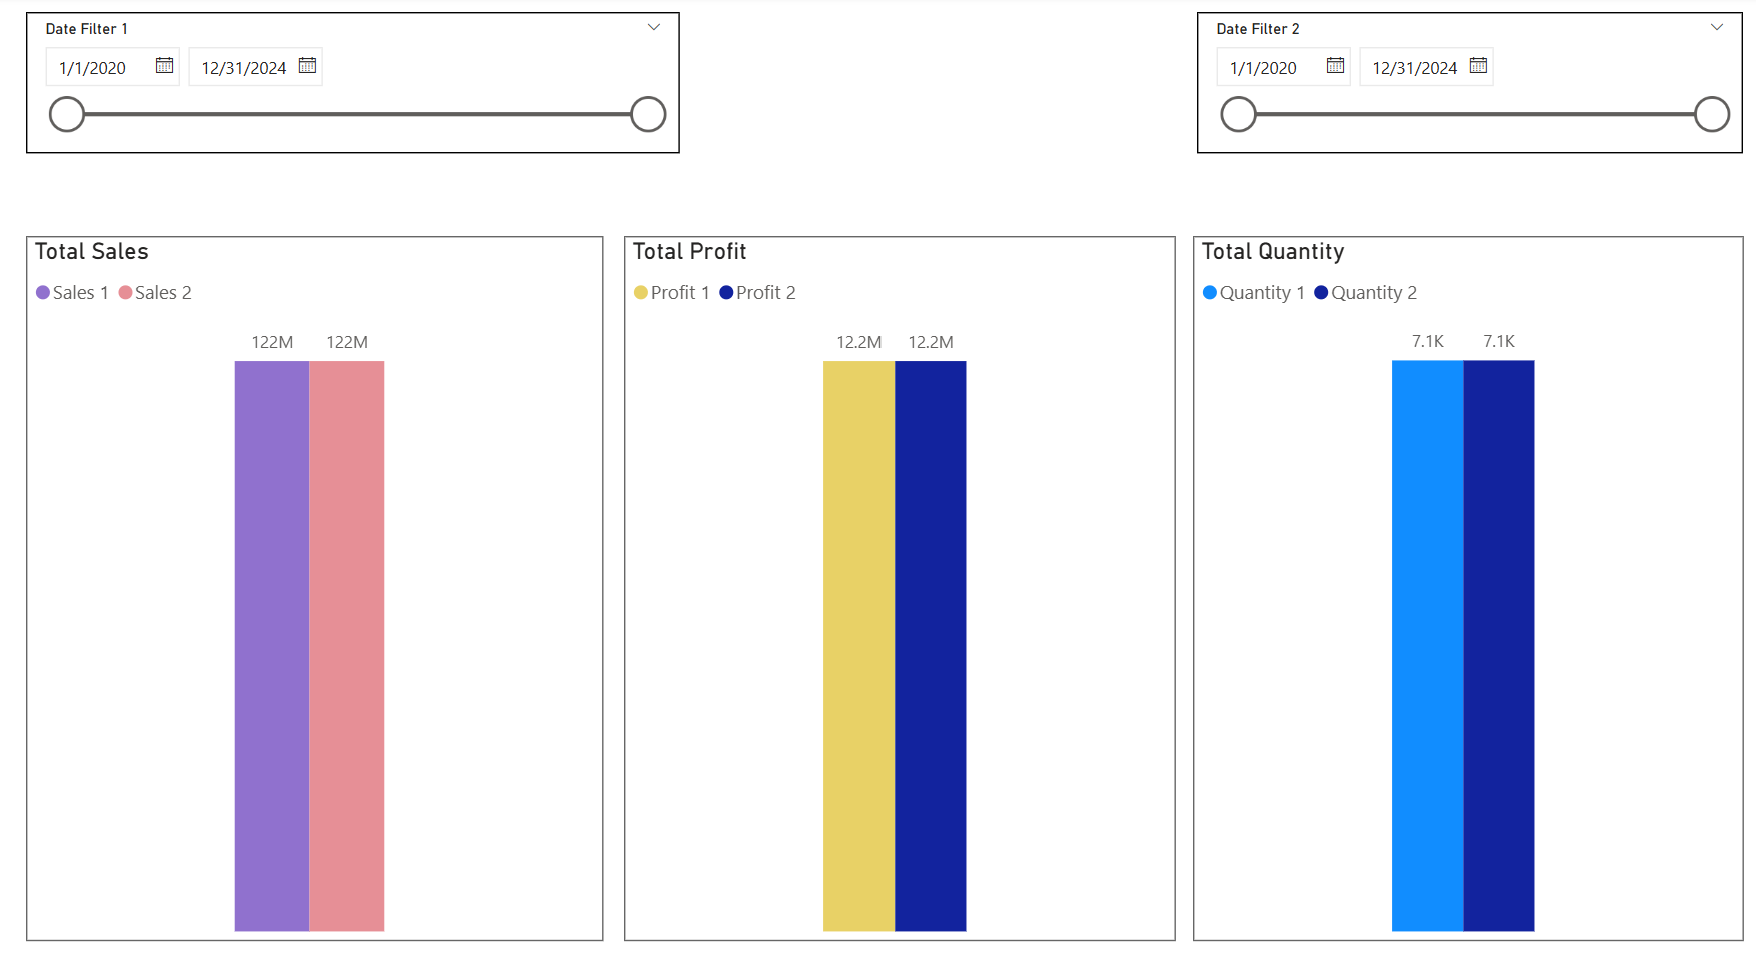 Date Filter 1
1/1/2020 12/31/2024
Date Filter 2
1/1/2020 12/31/2024
Total Sales
Sales 1 Sales 2
122M 122M
Total Profit
Profit 1 Profit 2
12.2M 12.2M
Total Quantity
Quantity 1 Quantity 2
7.1K 7.1K